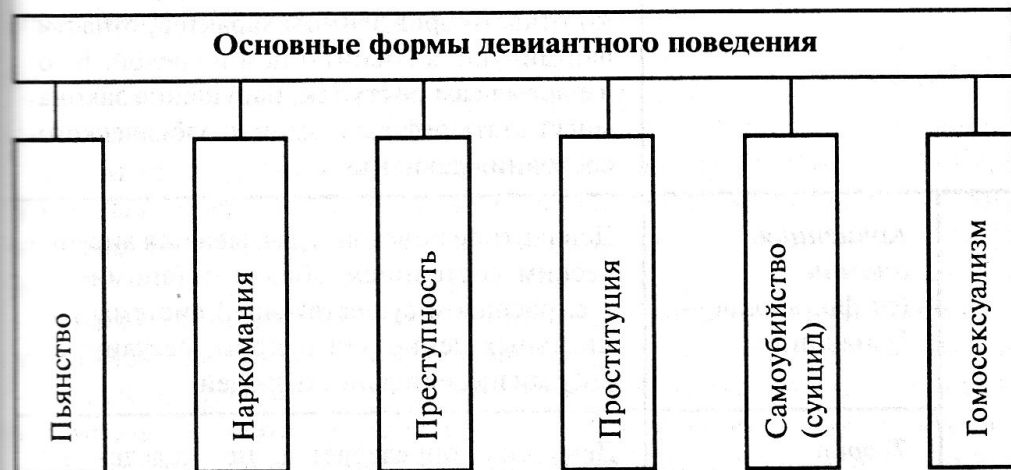 Основные формы девиантного поведения
Пьянство
Наркомания
Преступность
Проституция
Самоубийство
(суицид)
Гомосексуализм